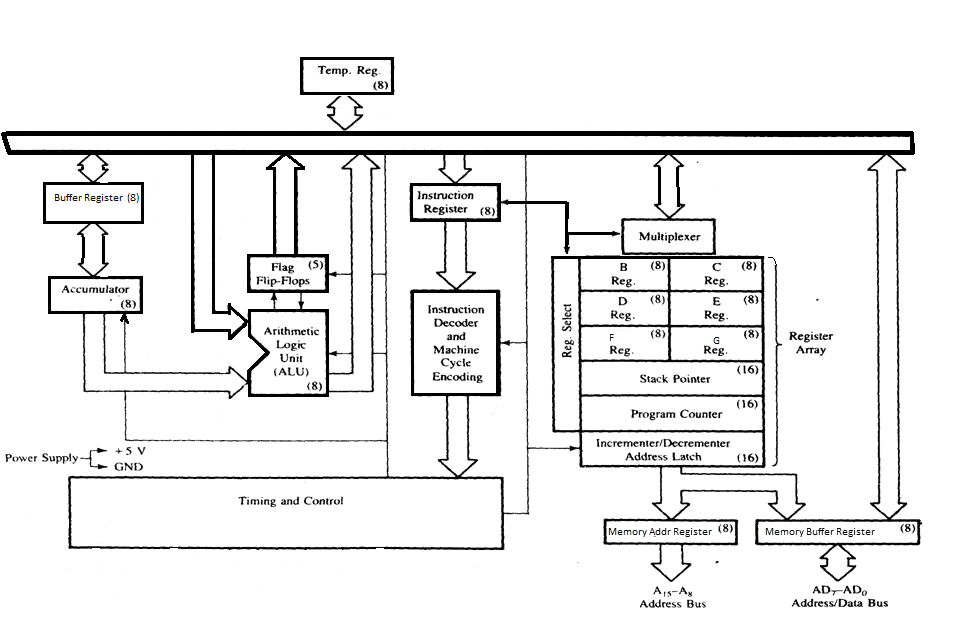 Temp. Reg.
(8)
Buffer Register (8)
Accumulator
(8)
(5)
Flag
Flip-Flops
Arithmetic
Logic
Unit
(ALU)
(8)
Instruction
Register
(8)
Instruction
Decoder
and
Machine
Cycle
Encoding
Multiplexer
Reg. Select
B (8)
Reg.
C (8)
Reg.
D (8)
Reg.
E (8)
Reg.
F (8)
Reg.
G (8)
Reg.
(16)
Stack Pointer
(16)
Program Counter
Incrementer/Decrementer
Address Latch
(16)
Register
Array
Power Supply
+5 V
GND
Timing and Control
Memory Addr Register (8)
Memory Buffer Register (8)
A15–A8
Address Bus
AD7–AD0
Address/Data Bus